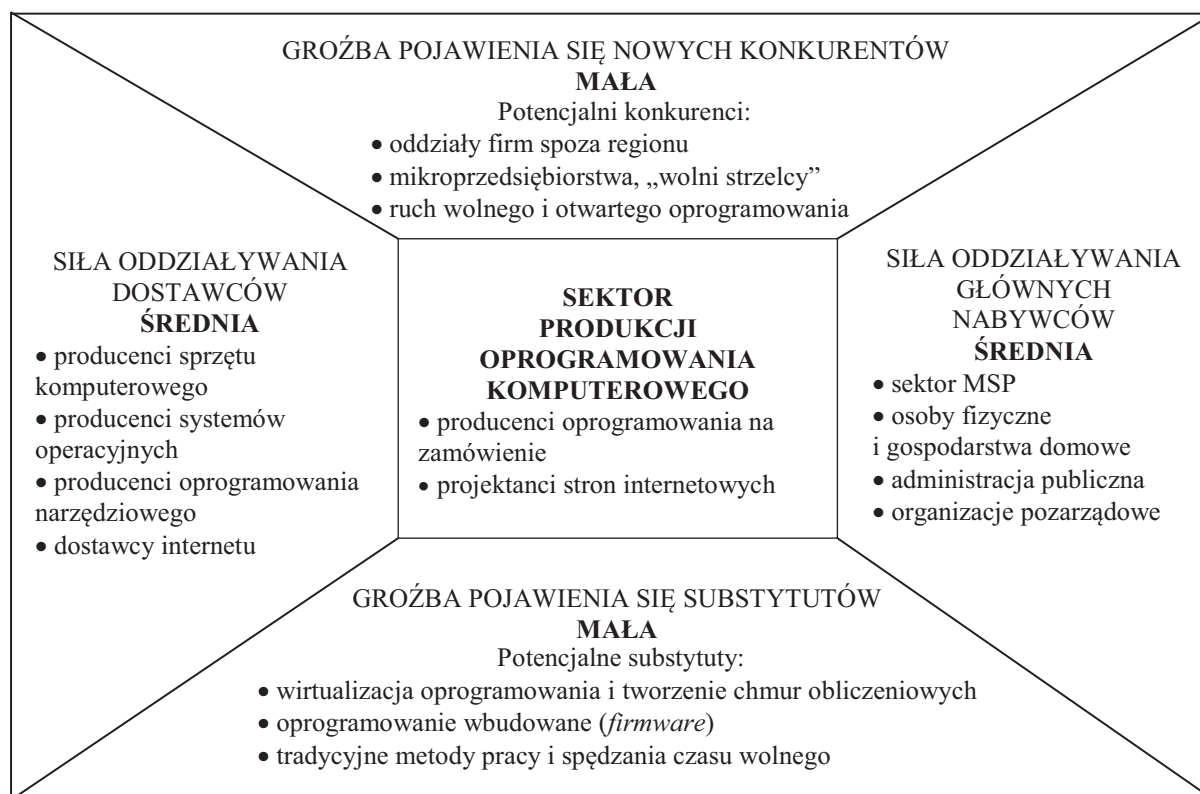 GROŹBA POJAWIENIA SIĘ NOWYCH KONKURENTÓW
MAŁA
Potencjalni konkurenci:
• oddziały firm spoza regionu
• mikroprzedsiębiorstwa, „wolni strzelcy”
• ruch wolnego i otwartego oprogramowania
SIŁA ODDZIAŁYWANIA
DOSTAWCÓW
ŚREDNIA
• producenci sprzętu
komputerowego
• producenci systemów
operacyjnych
• producenci oprogramowania
narzędziowego
• dostawcy internetu
SEKTOR
PRODUKCJI
OPROGRAMOWANIA
KOMPUTEROWEGO
• producenci oprogramowania na
zamówienie
• projektanci stron internetowych
SIŁA ODDZIAŁYWANIA
GŁÓWNYCH
NABYWCÓW
ŚREDNIA
• sektor MSP
• osoby fizyczne
i gospodarstwa domowe
• administracja publiczna
• organizacje pozarządowe
GROŹBA POJAWIENIA SIĘ SUBSTYTUTÓW
MAŁA
Potencjalne substytuty:
• wirtualizacja oprogramowania i tworzenie chmur obliczeniowych
• oprogramowanie wbudowane (firmware)
• tradycyjne metody pracy i spędzania czasu wolnego